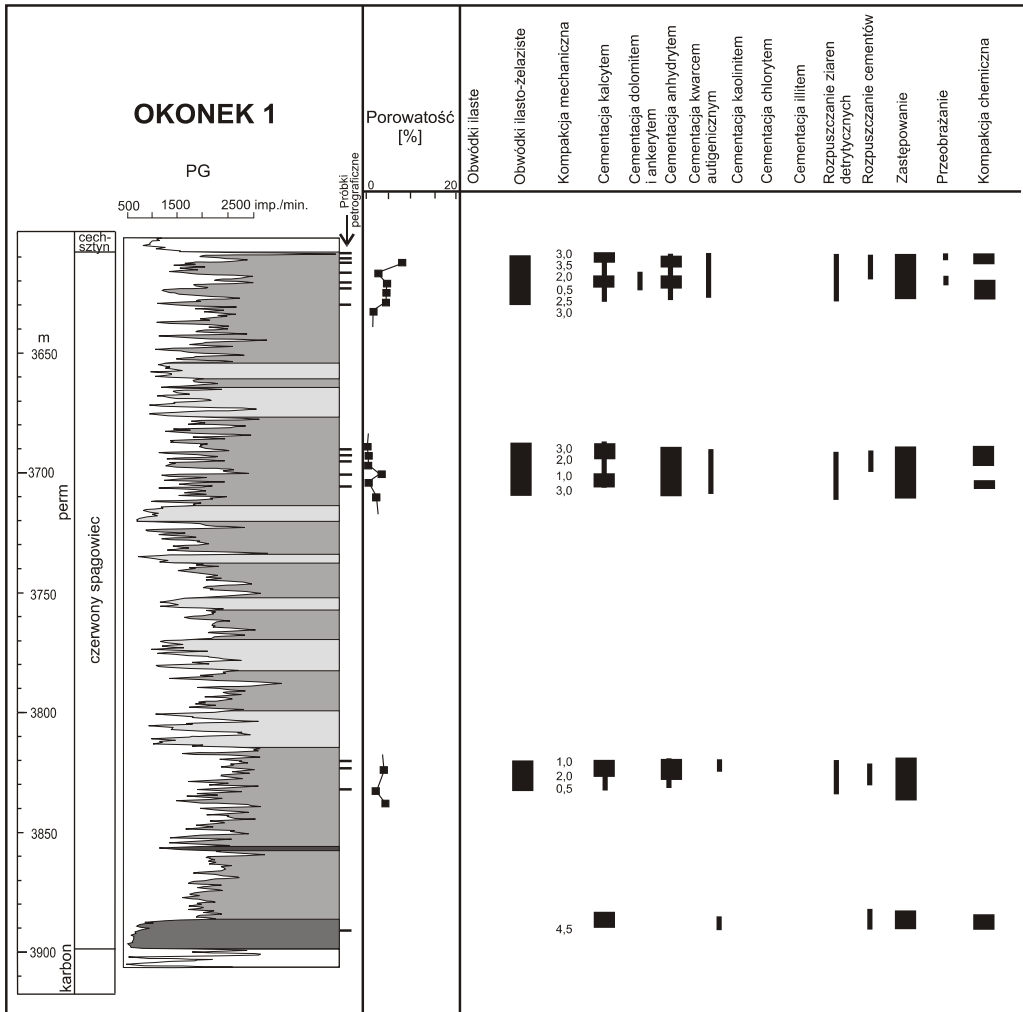 OKONEK 1
PG
500 1500 2500 imp./min.
Próbki
petrograficzne
Porowatość
[%]
0 20
Obwódki ilaste
Obwódki ilasto-żelaziste
Kompakcja mechaniczna
Cementacja kalcytem
Cementacja dolomitem
i ankerytem
Cementacja anhydrytem
Cementacja kwarcem
autigenicznym
Cementacja kaolinitem
Cementacja chlorytem
Cementacja illitem
Rozpuszczanie ziaren
detrytycznych
Rozpuszczanie cementów
Zastępowanie
Przeobrażanie
Kompakcja chemiczna
cech-
sztyn
m
3650
3700
3750
3800
3850
3900
perm
karbon
czerwony spągowiec
3,0
3,5
2,0
0,5
2,5
3,0
3,0
2,0
1,0
3,0
1,0
2,0
0,5
4,5